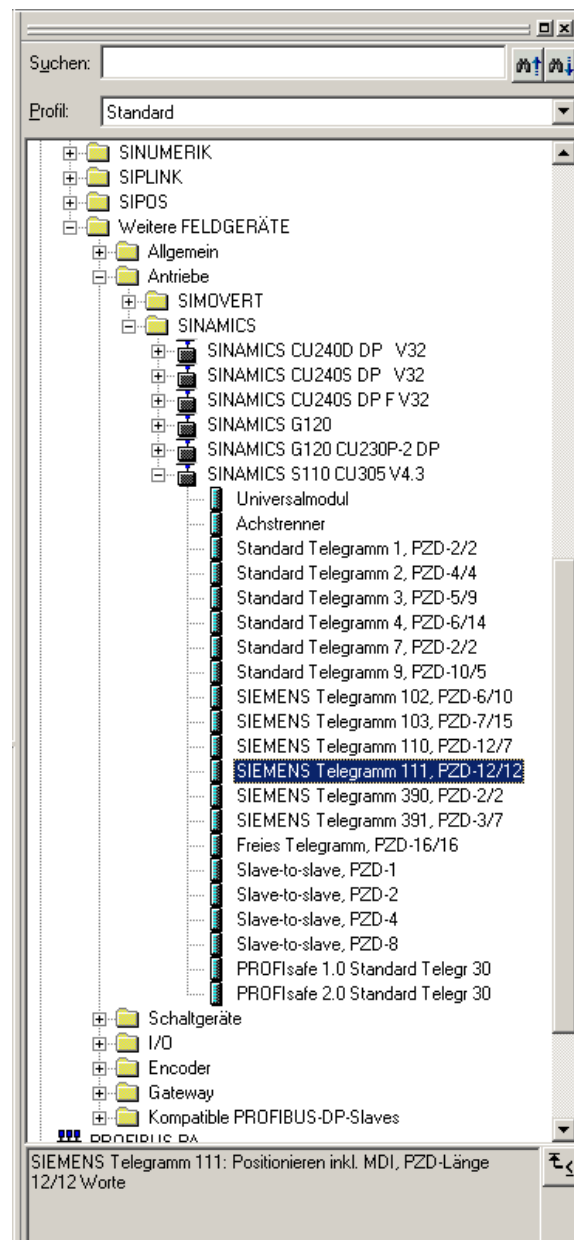 Suchen:
Profil: Standard
SINUMERIK
SIPLINK
SIPOS
Weitere FELDGERÄTE
Allgemein
Antriebe
SIMOVERT
SINAMICS
SINAMICS CU240D DP V32
SINAMICS CU240S DP V32
SINAMICS CU240S DP F V32
SINAMICS G120
SINAMICS G120 CU230P-2 DP
SINAMICS S110 CU305 V4.3
Universalmodul
Achstrenner
Standard Telegramm 1, PZD-2/2
Standard Telegramm 2, PZD-4/4
Standard Telegramm 3, PZD-5/9
Standard Telegramm 4, PZD-6/14
Standard Telegramm 7, PZD-2/2
Standard Telegramm 9, PZD-10/5
SIEMENS Telegramm 102, PZD-6/10
SIEMENS Telegramm 103, PZD-7/15
SIEMENS Telegramm 110, PZD-12/7
SIEMENS Telegramm 111, PZD-12/12
SIEMENS Telegramm 390, PZD-2/2
SIEMENS Telegramm 391, PZD-3/7
Freies Telegramm, PZD-16/16
Slave-to-slave, PZD-1
Slave-to-slave, PZD-2
Slave-to-slave, PZD-4
Slave-to-slave, PZD-8
PROFIsafe 1.0 Standard Telegr 30
PROFIsafe 2.0 Standard Telegr 30
Schaltgeräte
I/O
Encoder
Gateway
Kompatible PROFIBUS-DP-Slaves
PROFIBUS-PA
SIEMENS Telegramm 111: Positionieren inkl. MDI, PZD-Länge
12/12 Worte